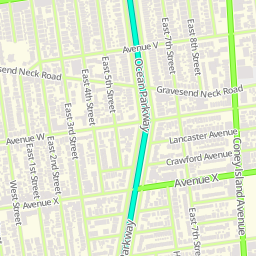 Avenue V
East 7th Street
East 8th Street
Ocean Parkway
esend Neck Road
Gravesend Neck Road
East 5th Street
East 4th Street
East 3rd Street
Avenue W
Lancaster Avenue
Crawford Avenue
East 2nd Street
East 1st Street
West Street
Avenue X
Avenue X
Coney Island Avenue
East 7th
Parkway